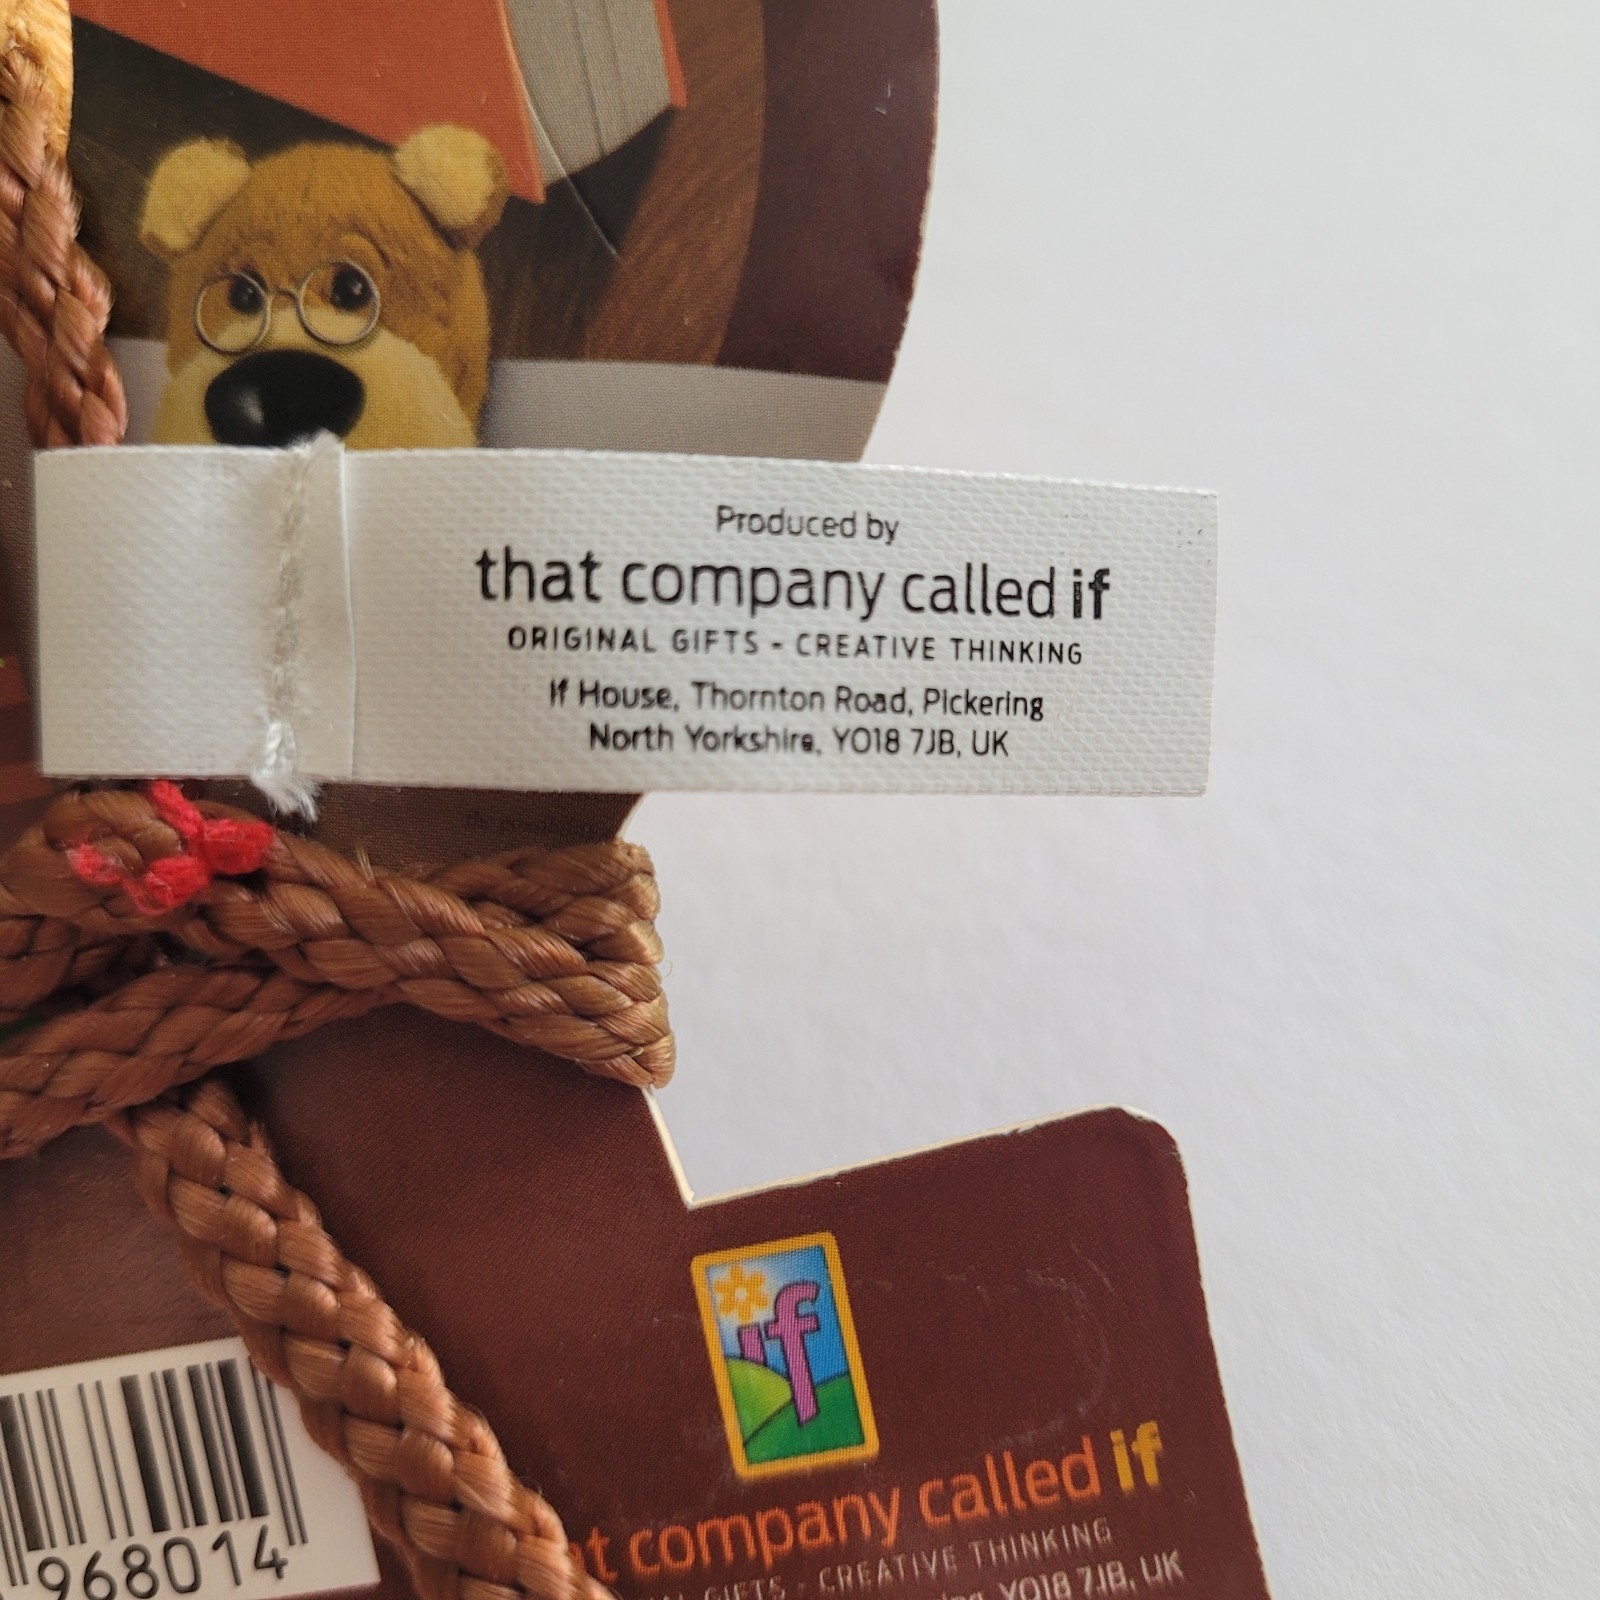 Produced by
that company called if
ORIGINAL GIFTS - CREATIVE THINKING
If House, Thornton Road, Pickering
North Yorkshire, YO18 7JB, UK
if
company called if
GIFTS - CREATIVE THINKING
YO18 7JB, UK
968014